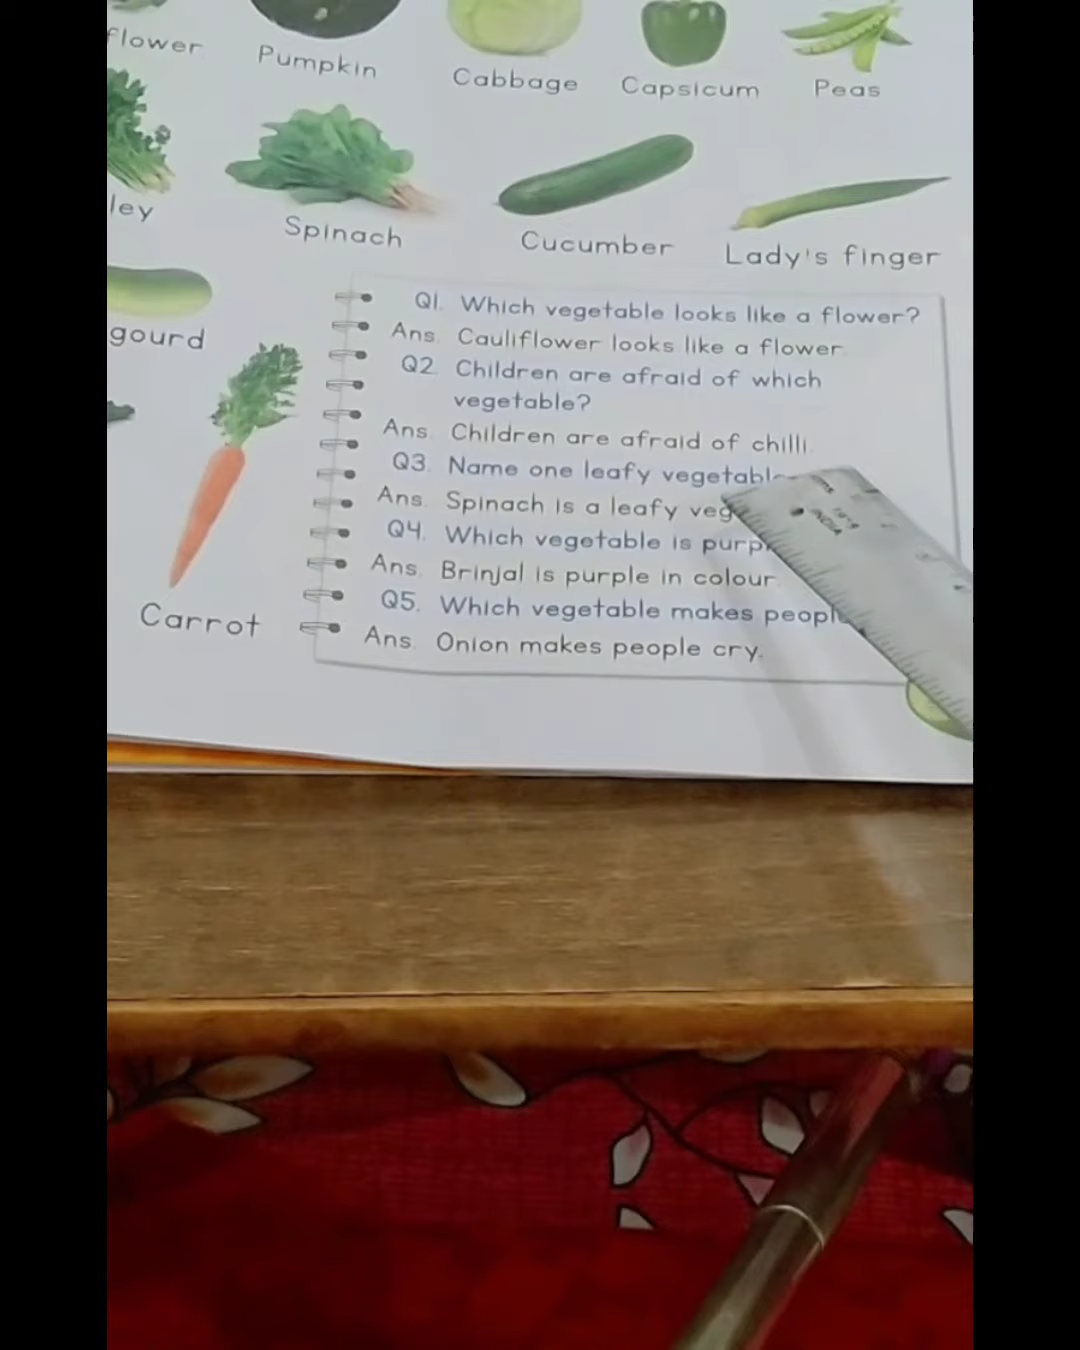 flower Pumpkin Cabbage Capsicum Peas
ley Spinach Cucumber Lady's finger
gourd
Carrot
Q1. Which vegetable looks like a flower?
Ans. Cauliflower looks like a flower.
Q2. Children are afraid of which
vegetable?
Ans. Children are afraid of chilli.
Q3. Name one leafy
Ans. Spinach is a leafy
Q4. Which vegetable is
Ans. Brinjal is purple in colour.
Q5. Which vegetable makes
Ans. Onion makes people cry.
INDIA